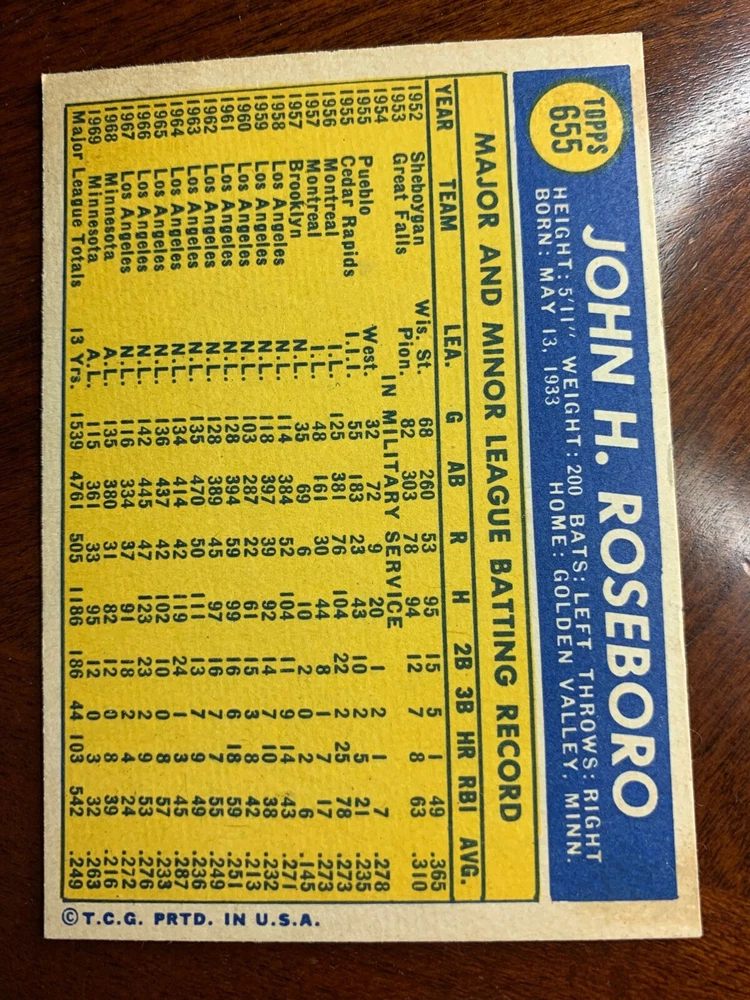 TOPPS
655
JOHN H. ROSEBORO
HEIGHT: 5'11" WEIGHT: 200 BATS: LEFT THROWS: RIGHT
BORN: MAY 13, 1933 HOME: GOLDEN VALLEY, MINN.
MAJOR AND MINOR LEAGUE BATTING RECORD
YEAR TEAM LEA. G AB R H 2B 3B HR RBI AVG.
1952 Sheboygan Wis. St. 68 260 53 95 15 5 1 49 .365
1953 Great Falls Pion. 82 303 78 94 12 7 8 63 .310
1954 IN MILITARY SERVICE
1955 Pueblo West. 32 72 9 20 1 2 1 7 .278
1955 Cedar Rapids I.I.I. 55 183 23 43 10 2 5 21 .235
1956 Montreal I.L. 125 381 76 104 22 2 25 78 .273
1957 Montreal I.L. 48 161 30 44 8 1 7 17 .273
1957 Brooklyn N.L. 35 69 6 10 2 0 2 6 .145
1958 Los Angeles N.L. 114 384 52 104 11 9 14 43 .271
1959 Los Angeles N.L. 118 397 39 92 14 7 10 38 .232
1960 Los Angeles N.L. 103 287 22 61 15 3 8 42 .213
1961 Los Angeles N.L. 128 394 59 99 16 6 18 59 .251
1962 Los Angeles N.L. 128 389 45 97 16 7 7 55 .249
1963 Los Angeles N.L. 135 470 50 111 13 7 9 49 .236
1964 Los Angeles N.L. 134 414 42 119 24 1 3 45 .287
1965 Los Angeles N.L. 136 437 42 102 10 0 8 57 .233
1966 Los Angeles N.L. 142 445 47 123 23 2 9 53 .276
1967 Los Angeles N.L. 116 334 37 91 18 2 4 24 .272
1968 Minnesota A.L. 135 380 31 82 12 0 8 39 .216
1969 Minnesota A.L. 115 361 33 95 12 0 3 32 .263
Major League Totals 13 Yrs. 1539 4761 505 1186 186 44 103 542 .249
© T.C.G. PRTD. IN U.S.A.